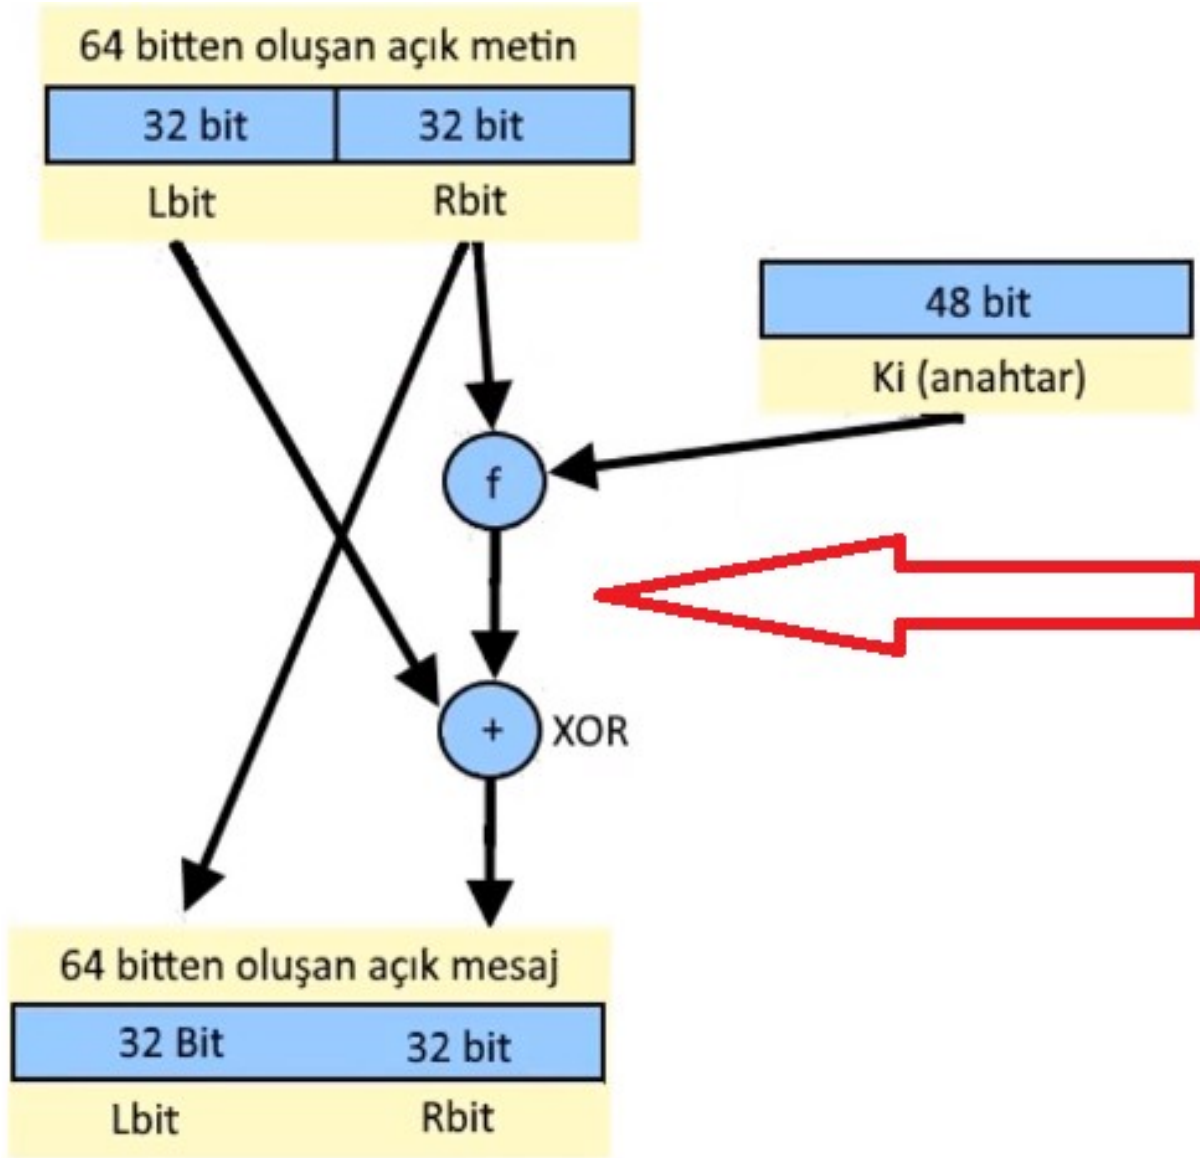 64 bitten oluşan açık metin
32 bit 32 bit
Lbit Rbit
48 bit
Ki (anahtar)
f
+ XOR
64 bitten oluşan açık mesaj
32 Bit 32 bit
Lbit Rbit